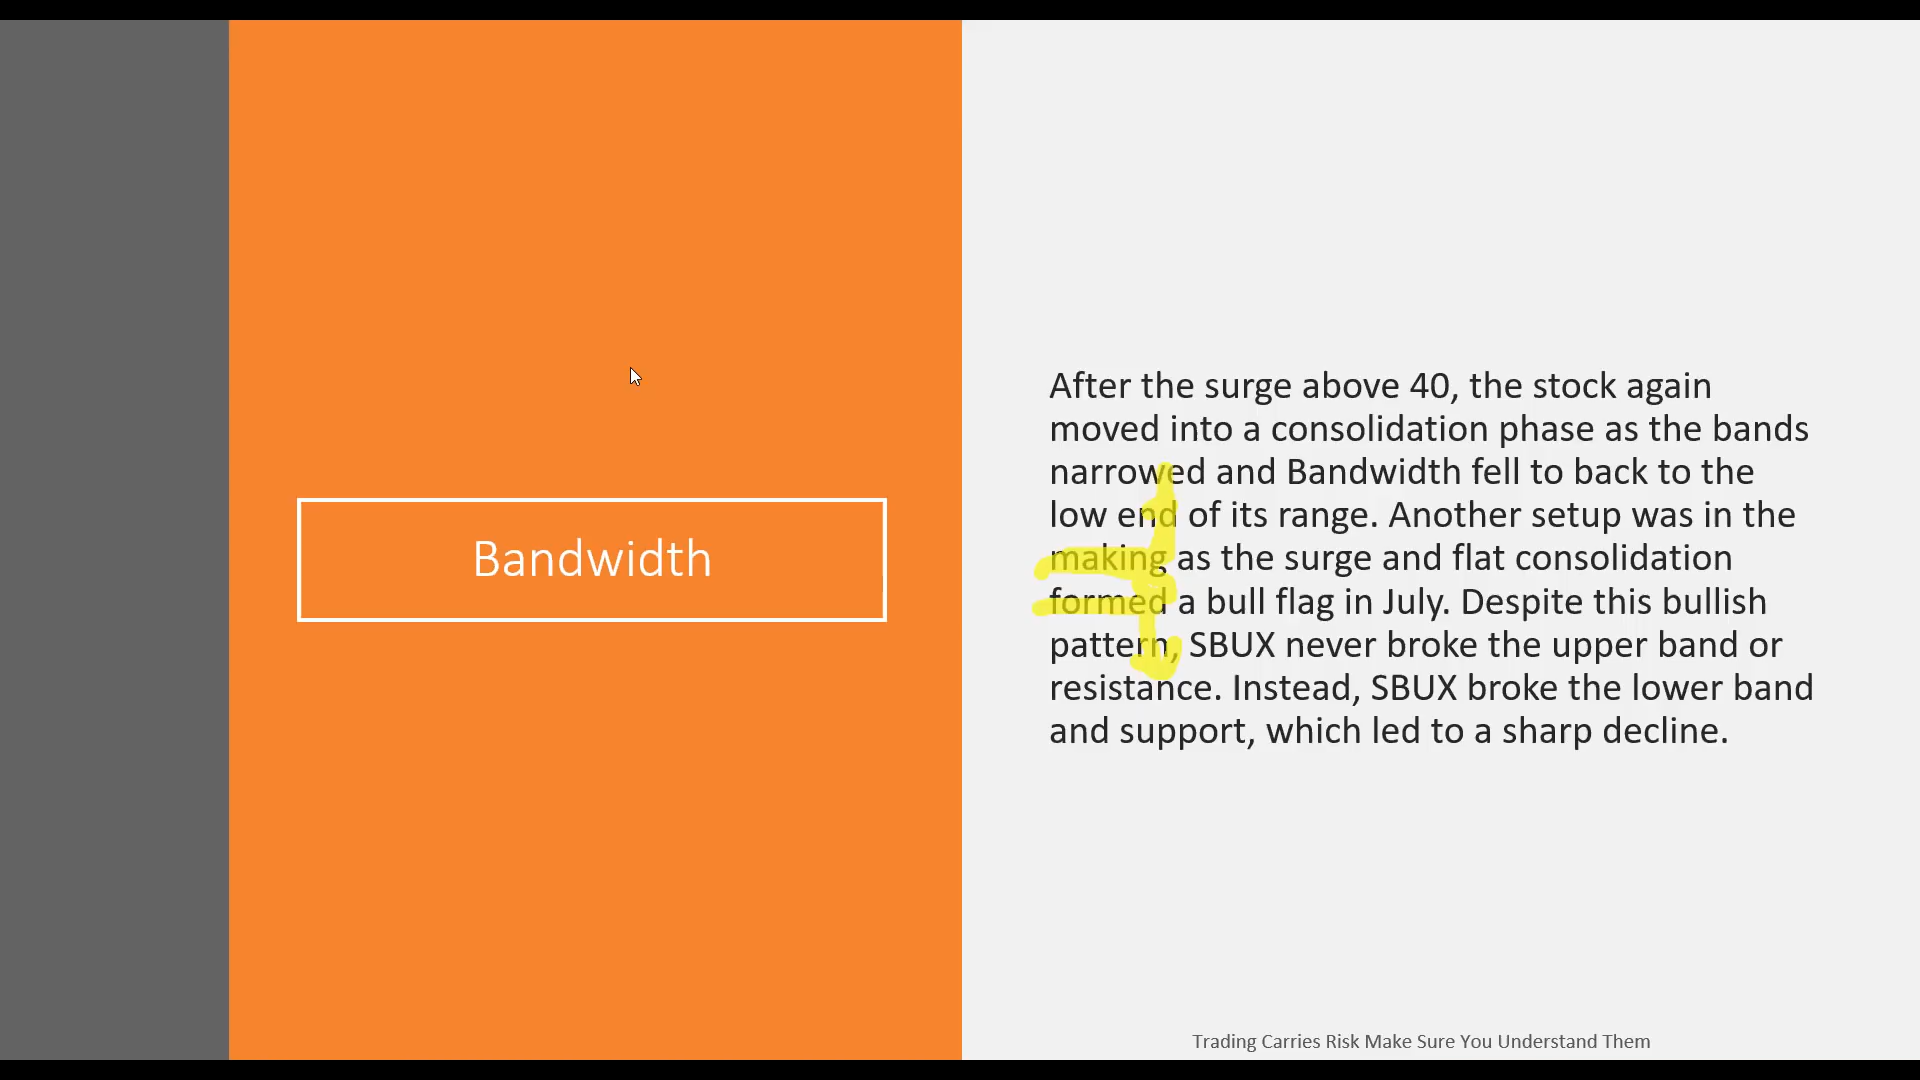 Bandwidth
After the surge above 40, the stock again
moved into a consolidation phase as the bands
narrowed and Bandwidth fell to back to the
low end of its range. Another setup was in the
making as the surge and flat consolidation
formed a bull flag in July. Despite this bullish
pattern, SBUX never broke the upper band or
resistance. Instead, SBUX broke the lower band
and support, which led to a sharp decline.
Trading Carries Risk Make Sure You Understand Them